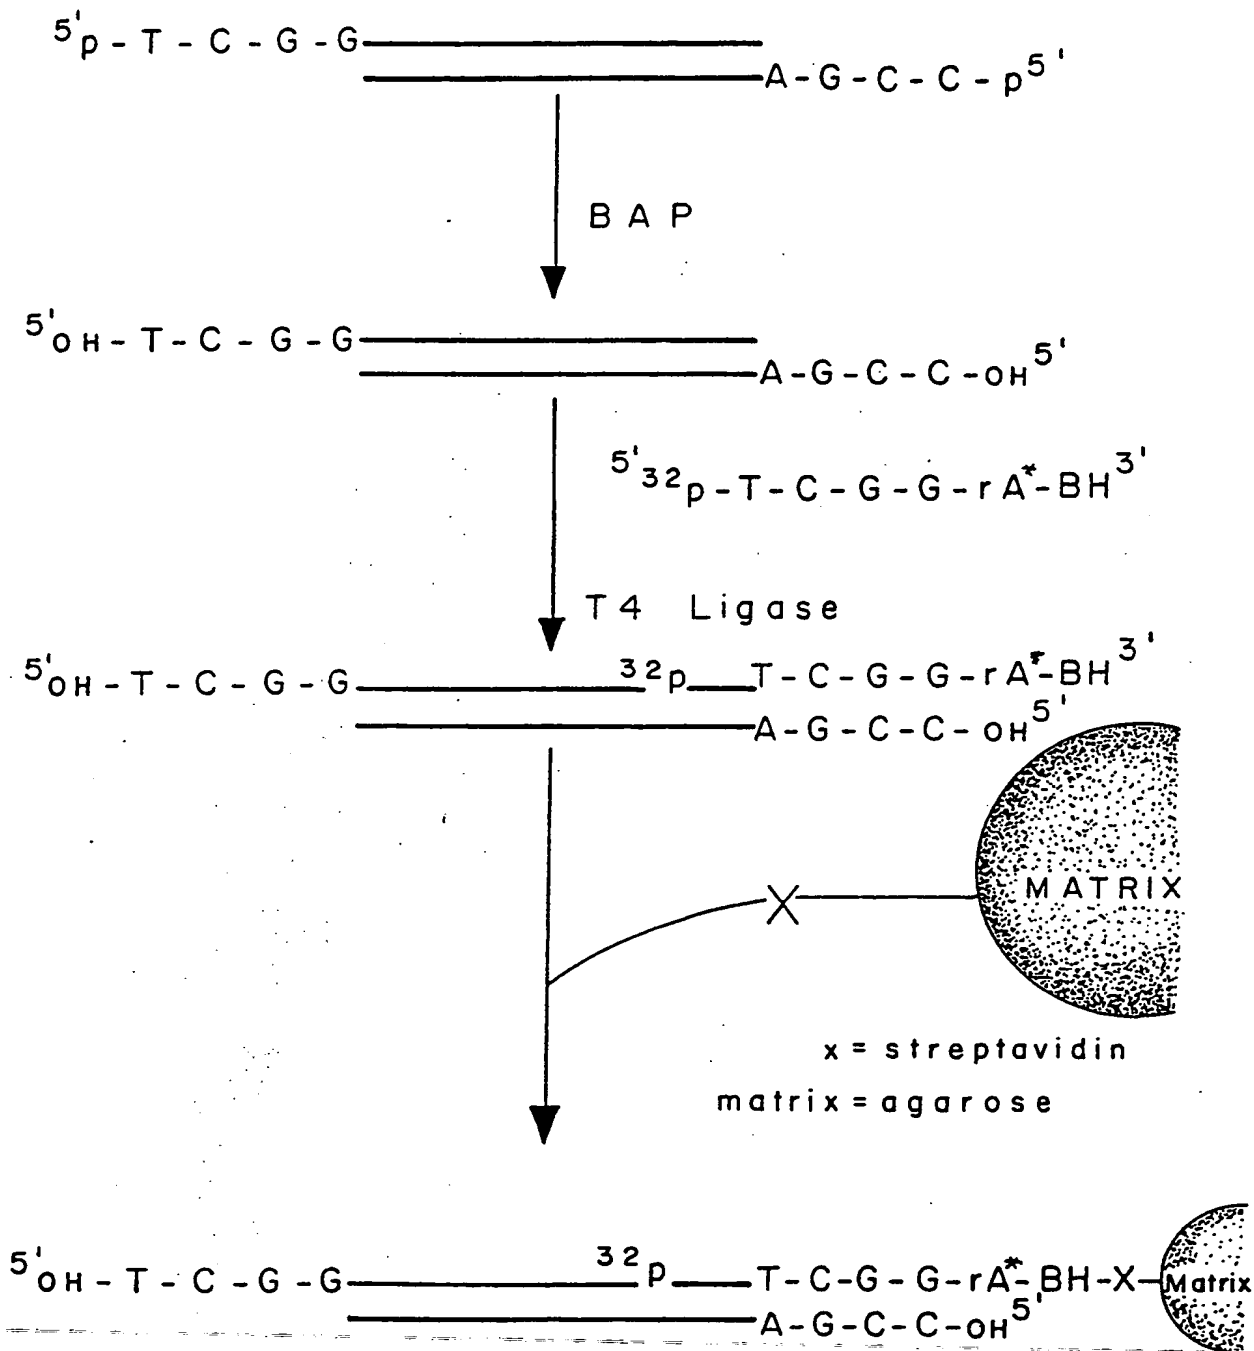 5'p - T - C - G - G
A - G - C - C - p5'
BAP
5'OH - T - C - G - G
A - G - C - C - OH5'
5'32p - T - C - G - G - rA*- BH3'
T4 Ligase
5'OH - T - C - G - G 32p T - C - G - G - rA*- BH3'
A - G - C - C - OH5'
X
MATRIX
x = streptavidin
matrix = agarose
5'OH - T - C - G - G 32p T - C - G - G - rA*- BH - X - Matrix
A - G - C - C - OH5'